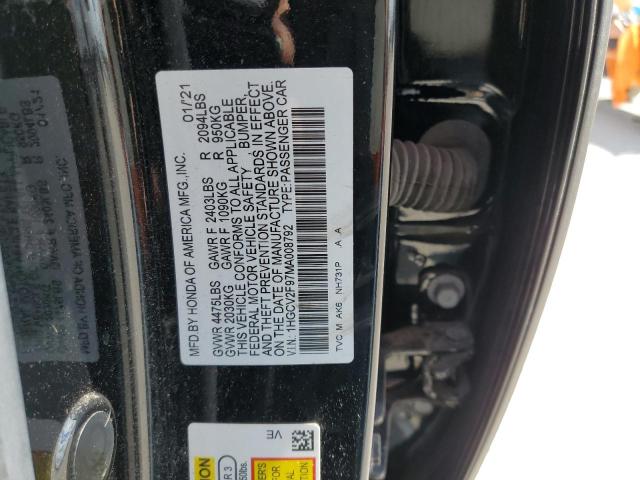 MFD BY HONDA OF AMERICA MFG.,INC. 01/'21
GVWR 4475LBS GAWR F 2403LBS R 2094LBS
GVWR 2030KG GAWR F 1090KG R 950KG
THIS VEHICLE CONFORMS TO ALL APPLICABLE
FEDERAL MOTOR VEHICLE SAFETY, BUMPER,
AND THEFT PREVENTION STANDARDS IN EFFECT
ON THE DATE OF MANUFACTURE SHOWN ABOVE.
V.I.N.:1HGCV2F97MA008792 TYPE:PASSENGER CAR
TVC M AK6 NH731P A A